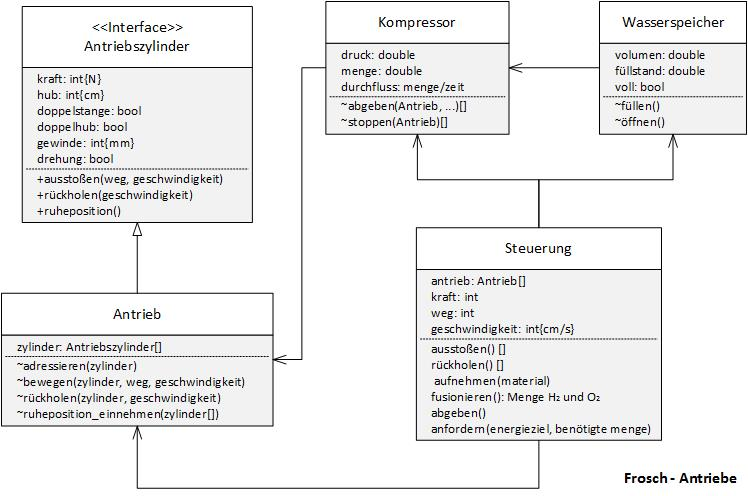 <<Interface>>
Antriebszylinder
kraft: int{N}
hub: int{cm}
doppelstange: bool
doppelhub: bool
gewinde: int{mm}
drehung: bool
+ausstoßen(weg, geschwindigkeit)
+rückholen(geschwindigkeit)
+ruheposition()
Kompressor
druck: double
menge: double
durchfluss: menge/zeit
~abgeben(Antrieb, ...)[]
~stoppen(Antrieb)[]
Wasserspeicher
volumen: double
füllstand: double
voll: bool
~füllen()
~öffnen()
Antrieb
zylinder: Antriebszylinder[]
~adressieren(zylinder)
~bewegen(zylinder, weg, geschwindigkeit)
~rückholen(zylinder, geschwindigkeit)
~ruheposition_einnehmen(zylinder[])
Steuerung
antrieb: Antrieb[]
kraft: int
weg: int
geschwindigkeit: int{cm/s}
ausstoßen() []
rückholen() []
aufnehmen(material)
fusionieren(): Menge H₂ und O₂
abgeben()
anfordern(energieziel, benötigte menge)
Frosch - Antriebe